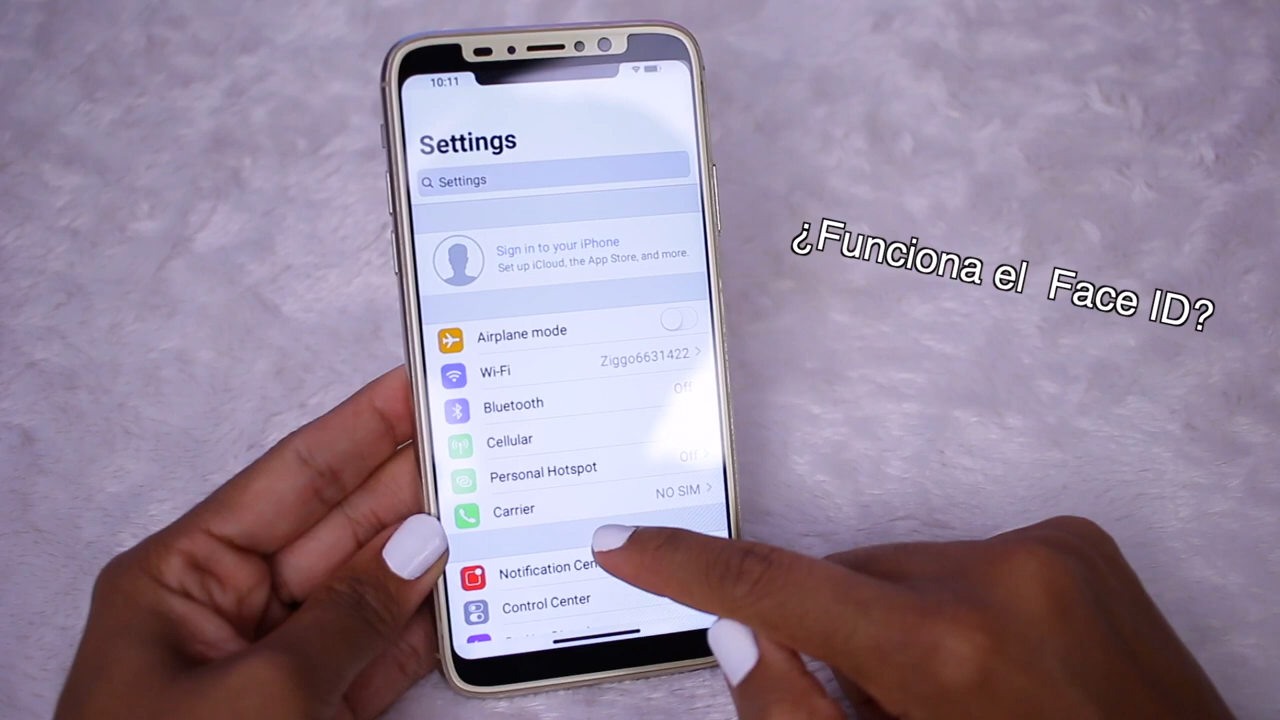 10:11
Settings
Settings
Sign in to your iPhone
Set up iCloud, the App Store, and more.
Airplane mode
Wi-Fi Ziggo6631422
Bluetooth Off
Cellular
Personal Hotspot Off
Carrier NO SIM
Notification
Control Center
¿Funciona el Face ID?